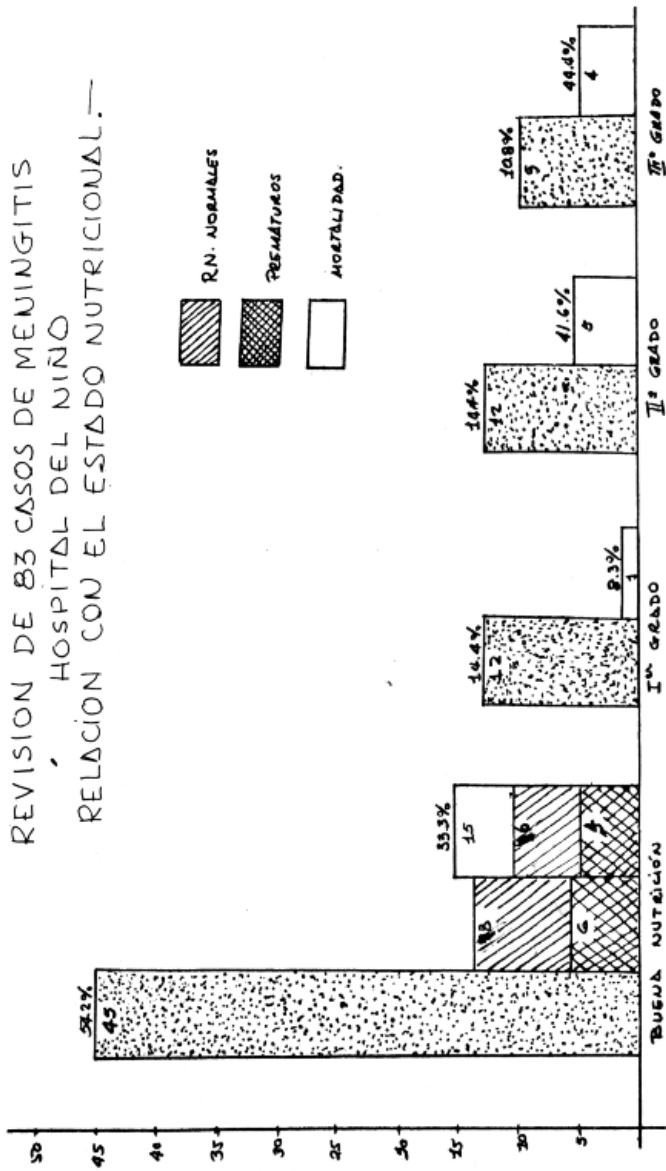 REVISION DE 83 CASOS DE MENINGITIS
HOSPITAL DEL NIÑO
RELACION CON EL ESTADO NUTRICIONAL.—
R.N. NORMALES
PREMATUROS
MORTALIDAD.
50
45
40
35
30
25
15
10
5
1
54.2%
45
6
33.3%
15
14.4%
12
8.3%
1
14.4%
12
41.6%
5
10.8%
44.4%
4
BUENA NUTRICIÓN
Iᵉʳ GRADO
IIº GRADO
IIIº GRADO